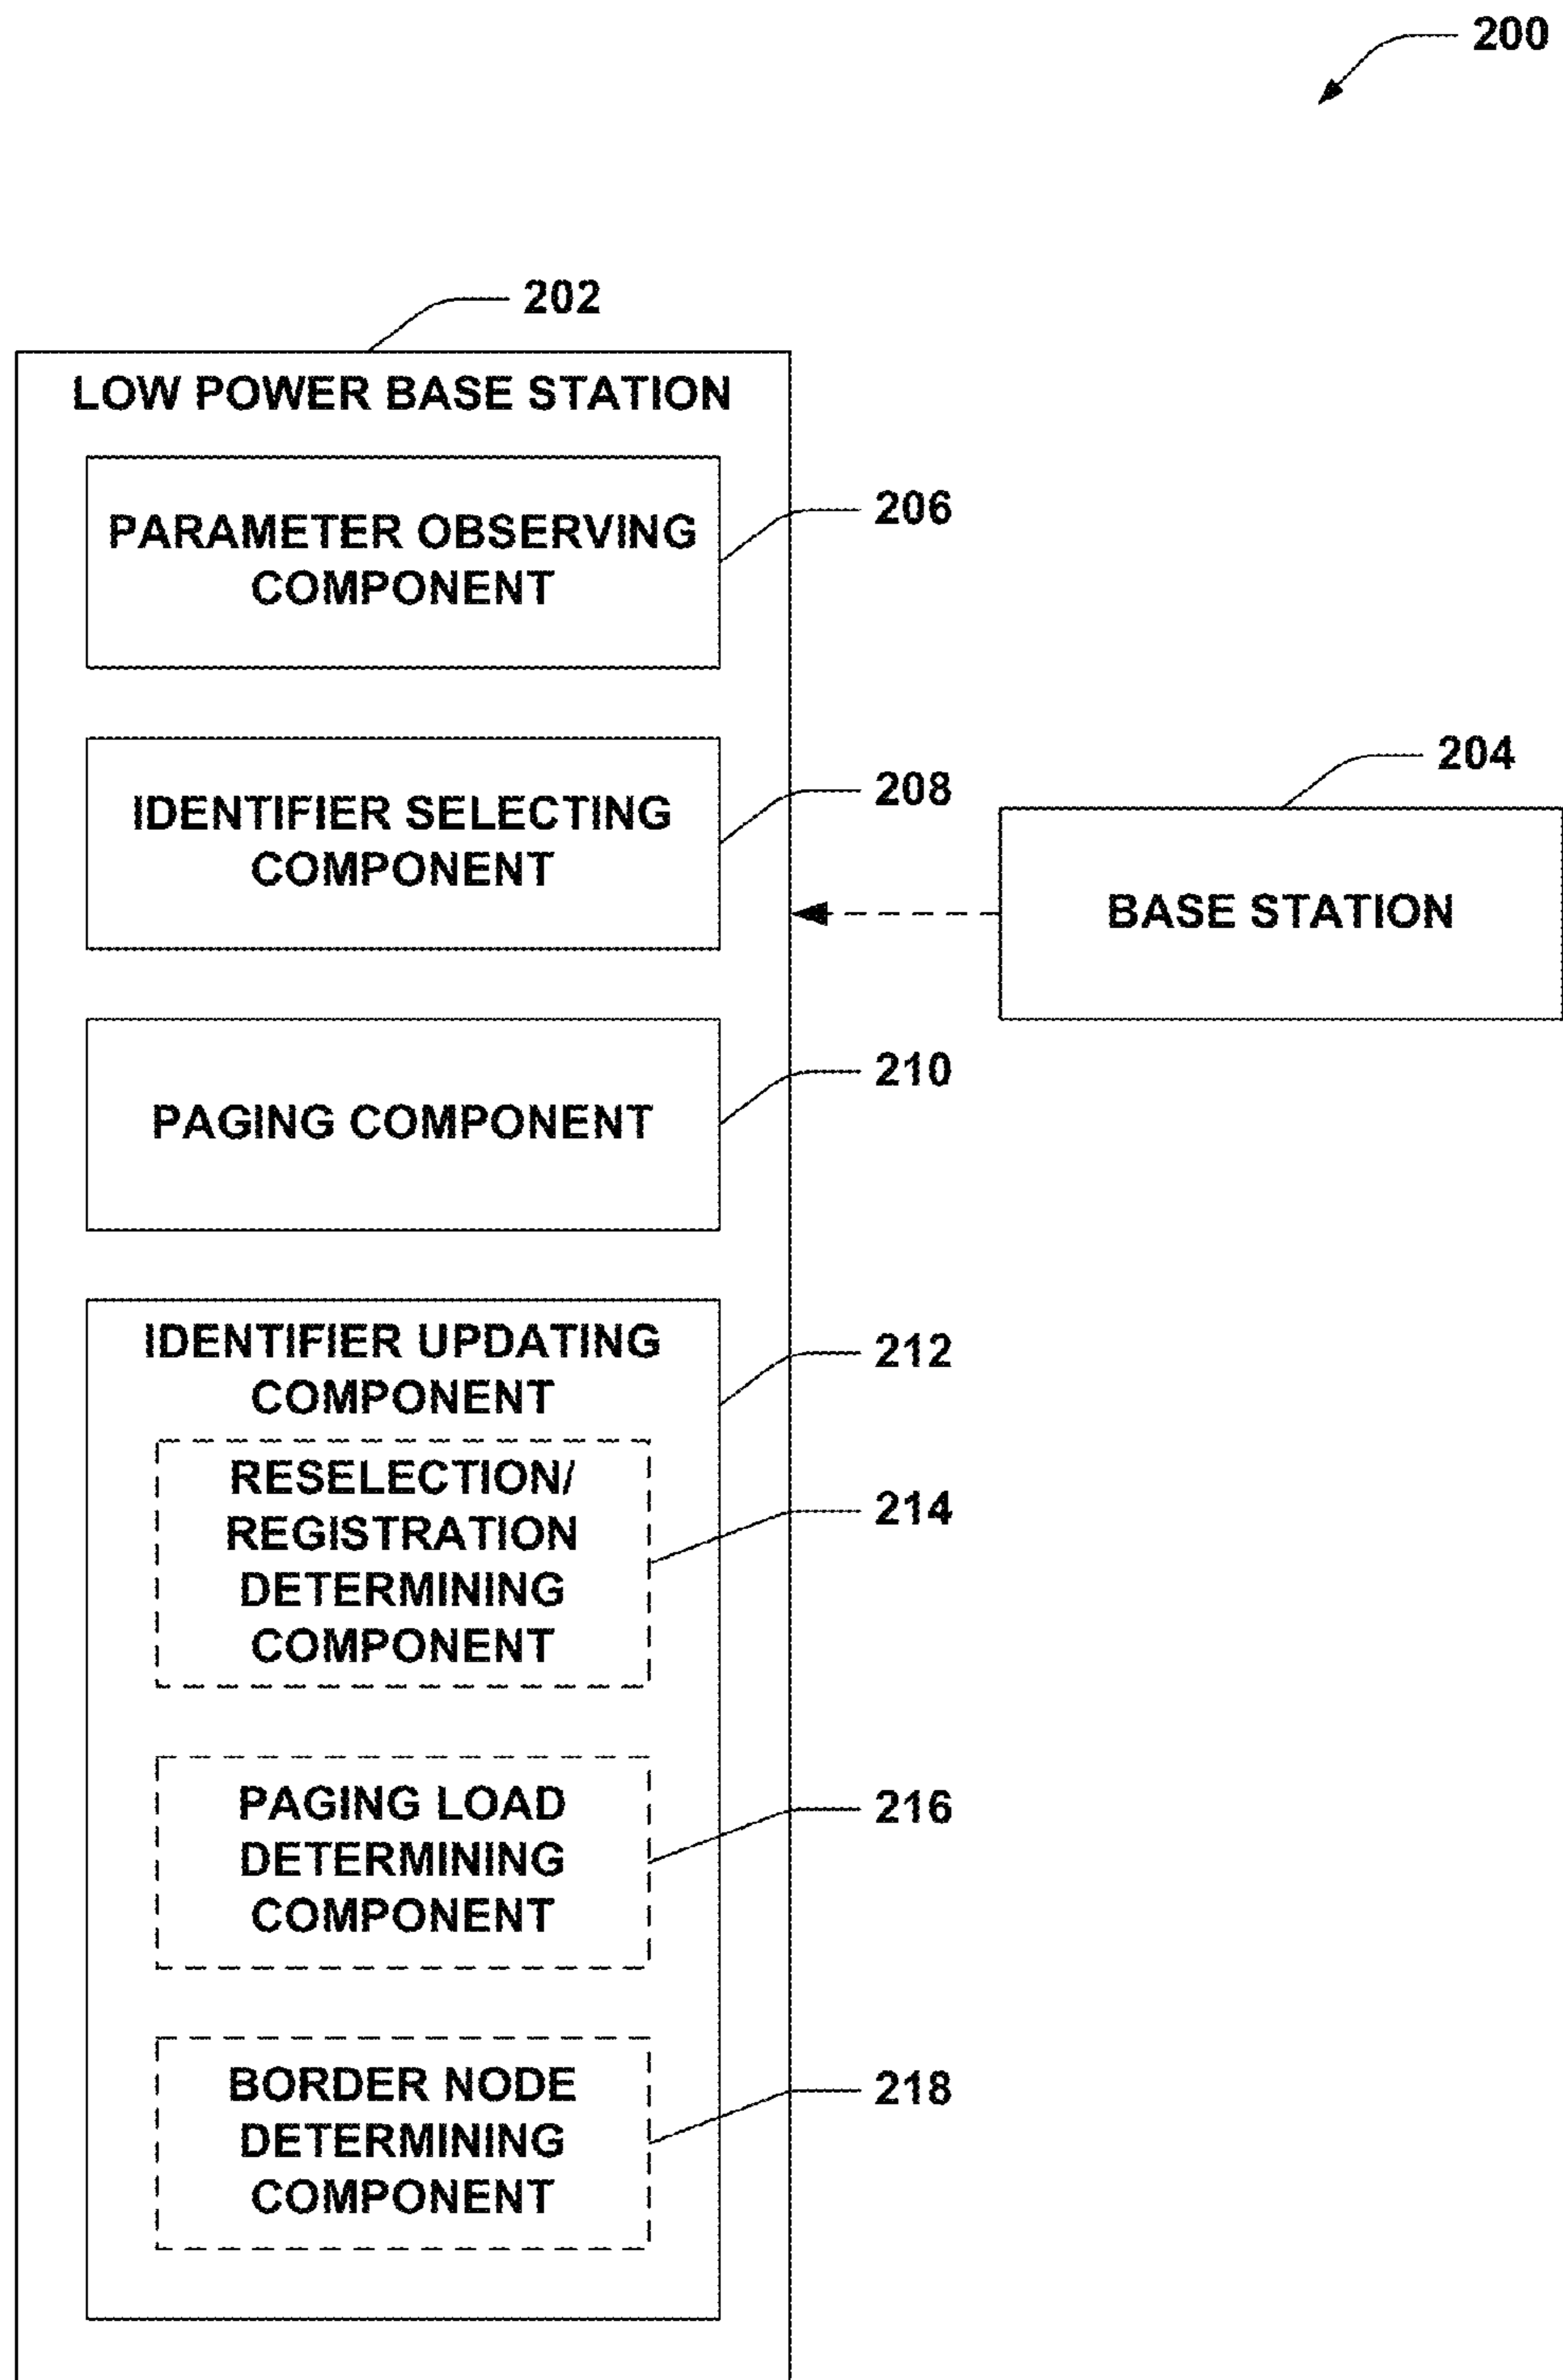 200
202
LOW POWER BASE STATION
PARAMETER OBSERVING
COMPONENT
206
IDENTIFIER SELECTING
COMPONENT
208
204
BASE STATION
PAGING COMPONENT
210
IDENTIFIER UPDATING
COMPONENT
212
RESELECTION/
REGISTRATION
DETERMINING
COMPONENT
214
PAGING LOAD
DETERMINING
COMPONENT
216
BORDER NODE
DETERMINING
COMPONENT
218